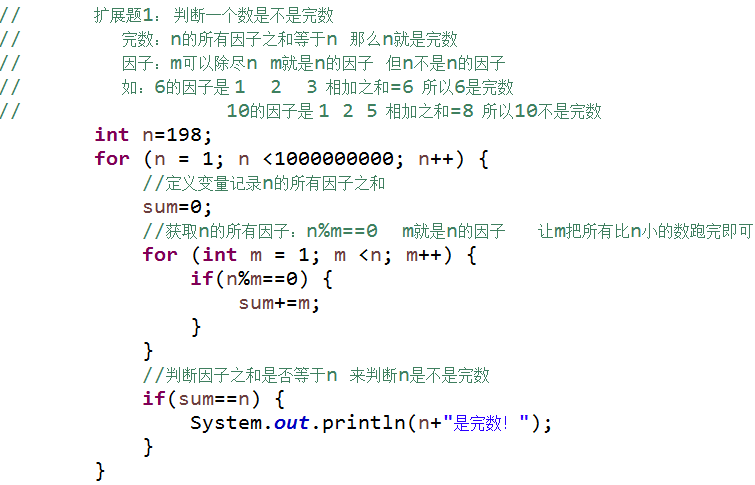 // 扩展题1: 判断一个数是不是完数
// 完数：n的所有因子之和等于n 那么n就是完数
// 因子：m可以除尽n m就是n的因子 但n不是n的因子
// 如：6的因子是 1 2 3 相加之和=6 所以6是完数
// 10的因子是 1 2 5 相加之和=8 所以10不是完数
int n=198;
for (n = 1; n <1000000000; n++) {
//定义变量记录n的所有因子之和
sum=0;
//获取n的所有因子：n%m==0 m就是n的因子 让m把所有比n小的数跑完即可
for (int m = 1; m <n; m++) {
if(n%m==0) {
sum+=m;
}
}
//判断因子之和是否等于n 来判断n是不是完数
if(sum==n) {
System.out.println(n+"是完数！");
}
}